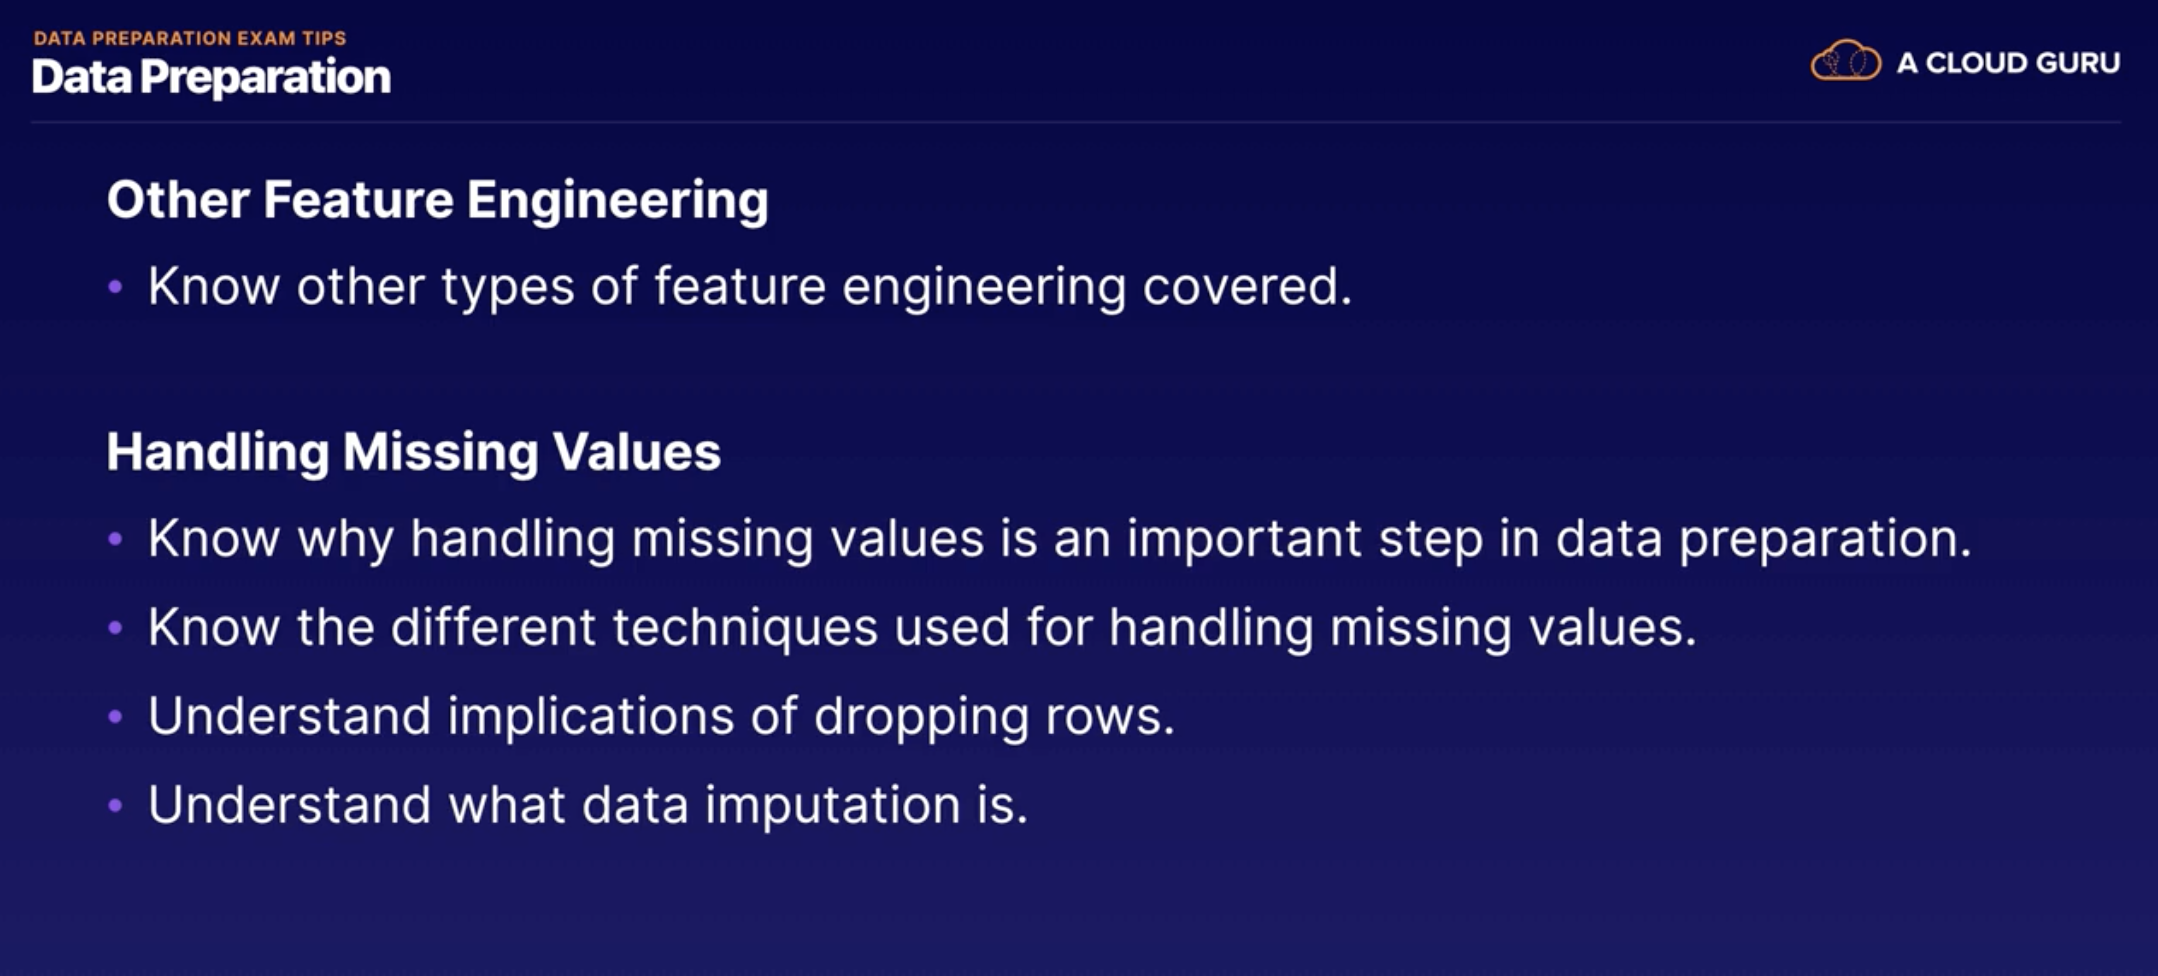 DATA PREPARATION EXAM TIPS
Data Preparation
A CLOUD GURU
Other Feature Engineering
• Know other types of feature engineering covered.
Handling Missing Values
• Know why handling missing values is an important step in data preparation.
• Know the different techniques used for handling missing values.
• Understand implications of dropping rows.
• Understand what data imputation is.